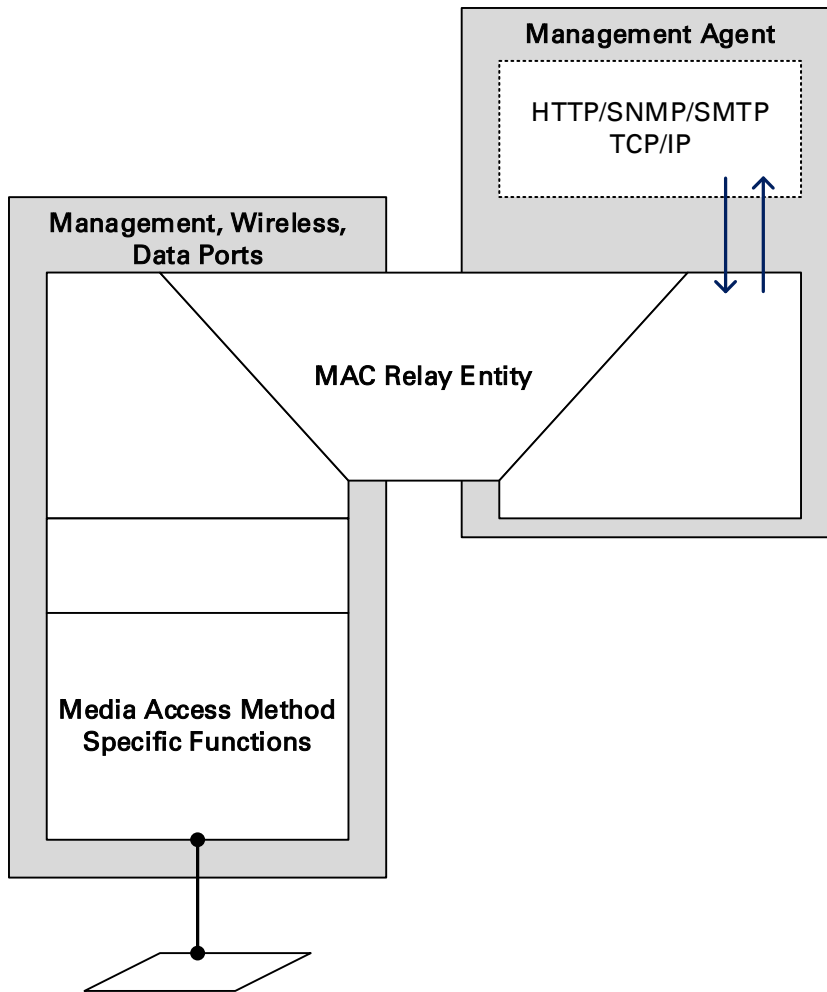 Management Agent
HTTP/SNMP/SMTP
TCP/IP
Management, Wireless,
Data Ports
MAC Relay Entity
Media Access Method
Specific Functions